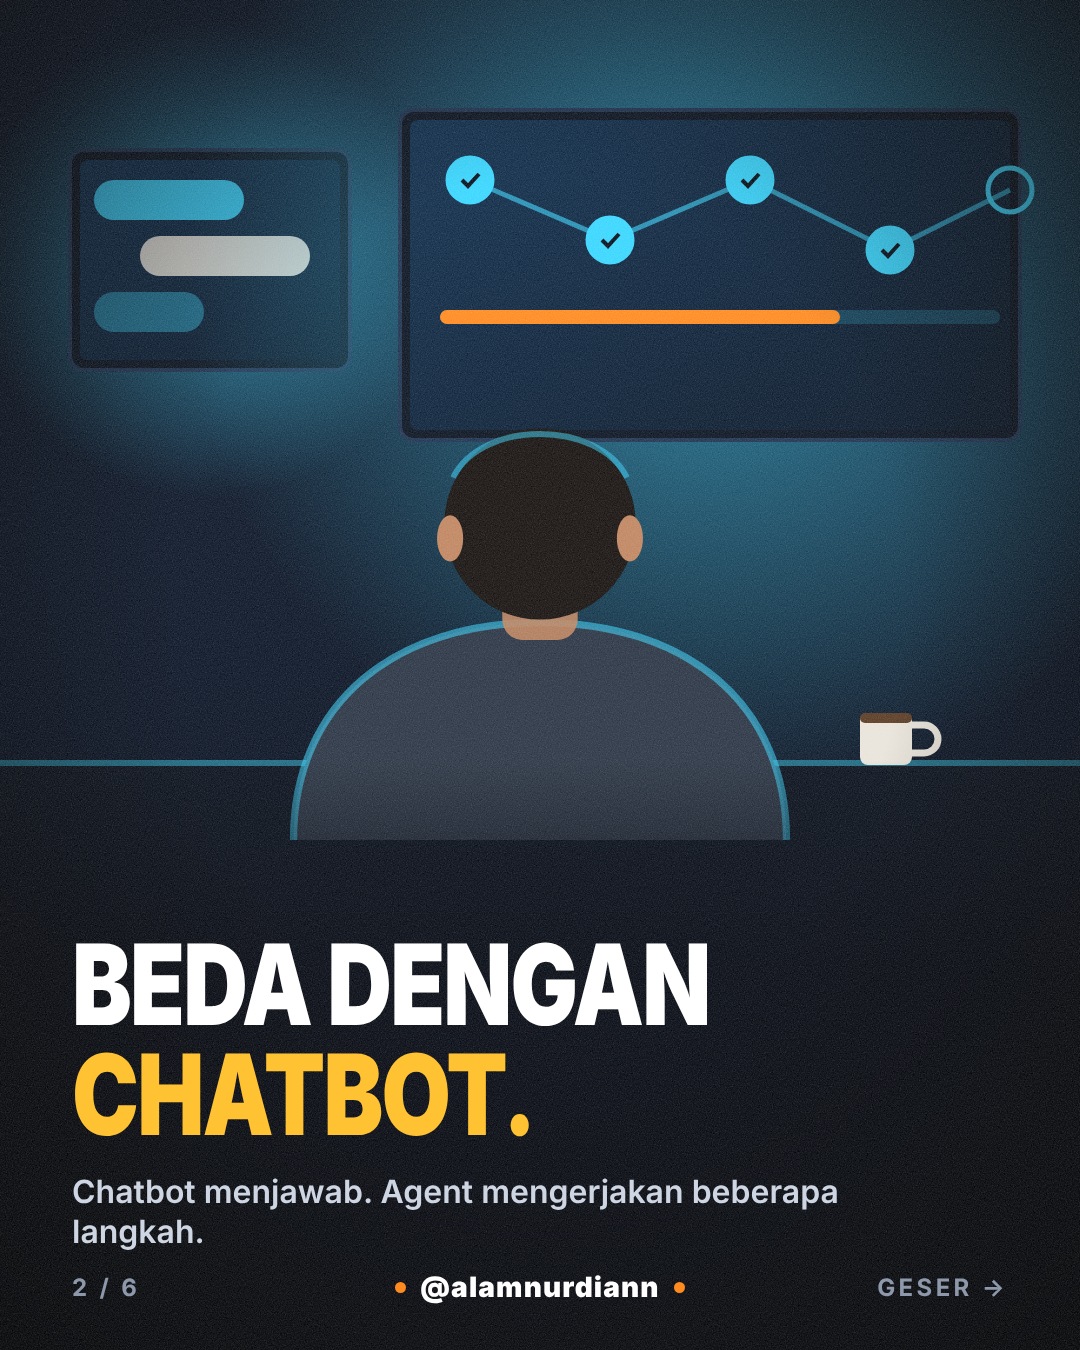 BEDA DENGAN
CHATBOT.
Chatbot menjawab. Agent mengerjakan beberapa
langkah.
2 / 6
@alamnurdiann
GESER →